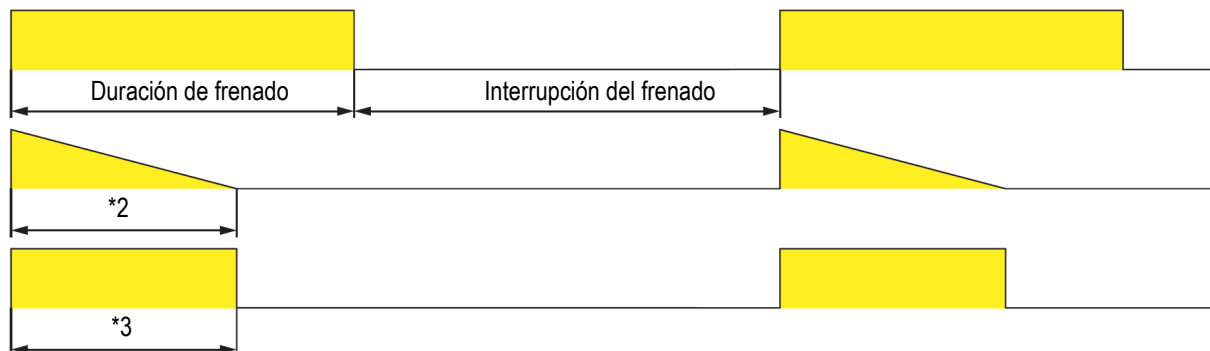 Duración de frenado
Interrupción del frenado
*2
*3